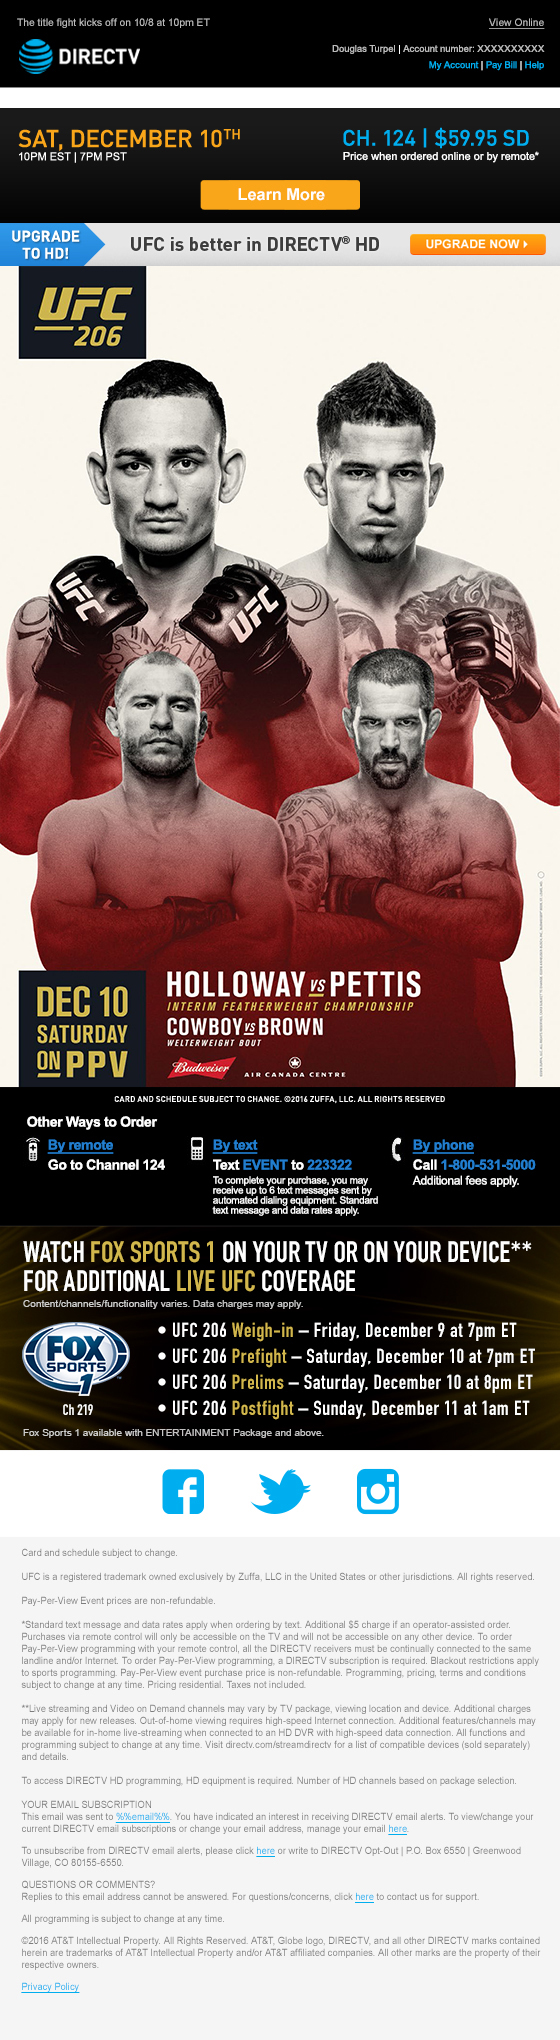 The title fight kicks off on 10/8 at 10pm ET
View Online
DIRECTV
Douglas Turpel | Account number: XXXXXXXXXX
My Account | Pay Bill | Help
SAT, DECEMBER 10TH
10PM EST | 7PM PST
CH. 124 | $59.95 SD
Price when ordered online or by remote*
Learn More
UPGRADE
TO HD!
UFC is better in DIRECTV® HD
UPGRADE NOW
UFC
206
UFC
UFC
UFC
DEC 10
SATURDAY
ON PPV
HOLLOWAY VS PETTIS
INTERIM FEATHERWEIGHT CHAMPIONSHIP
COWBOY VS BROWN
WELTERWEIGHT BOUT
Budweiser
AIR CANADA CENTRE
CARD AND SCHEDULE SUBJECT TO CHANGE. ©2016 ZUFFA, LLC. ALL RIGHTS RESERVED
Other Ways to Order
By remote
Go to Channel 124
By text
Text EVENT to 223322
To complete your purchase, you may
receive up to 6 text messages sent by
automated dialing equipment. Standard
text message and data rates apply.
By phone
Call 1-800-531-5000
Additional fees apply.
WATCH FOX SPORTS 1 ON YOUR TV OR ON YOUR DEVICE**
FOR ADDITIONAL LIVE UFC COVERAGE
Content/channels/functionality varies. Data charges may apply.
FOX
SPORTS
1
Ch 219
• UFC 206 Weigh-in – Friday, December 9 at 7pm ET
• UFC 206 Prefight – Saturday, December 10 at 7pm ET
• UFC 206 Prelims – Saturday, December 10 at 8pm ET
• UFC 206 Postfight – Sunday, December 11 at 1am ET
Fox Sports 1 available with ENTERTAINMENT Package and above.
Card and schedule subject to change.
UFC is a registered trademark owned exclusively by Zuffa, LLC in the United States or other jurisdictions. All rights reserved.
Pay-Per-View Event prices are non-refundable.
*Standard text message and data rates apply when ordering by text. Additional $5 charge if an operator-assisted order.
Purchases via remote control will only be accessible on the TV and will not be accessible on any other device. To order
Pay-Per-View programming with your remote control, all the DIRECTV receivers must be continually connected to the same
landline and/or Internet. To order Pay-Per-View programming, a DIRECTV subscription is required. Blackout restrictions apply
to sports programming. Pay-Per-View event purchase price is non-refundable. Programming, pricing, terms and conditions
subject to change at any time. Pricing residential. Taxes not included.
**Live streaming and Video on Demand channels may vary by TV package, viewing location and device. Additional charges
may apply for new releases. Out-of-home viewing requires high-speed Internet connection. Additional features/channels may
be available for in-home live-streaming when connected to an HD DVR with high-speed data connection. All functions and
programming subject to change at any time. Visit directv.com/streamdirectv for a list of compatible devices (sold separately)
and details.
To access DIRECTV HD programming, HD equipment is required. Number of HD channels based on package selection.
YOUR EMAIL SUBSCRIPTION
This email was sent to %%email%%. You have indicated an interest in receiving DIRECTV email alerts. To view/change your
current DIRECTV email subscriptions or change your email address, manage your email here.
To unsubscribe from DIRECTV email alerts, please click here or write to DIRECTV Opt-Out | P.O. Box 6550 | Greenwood
Village, CO 80155-6550.
QUESTIONS OR COMMENTS?
Replies to this email address cannot be answered. For questions/concerns, click here to contact us for support.
All programming is subject to change at any time.
©2016 AT&T Intellectual Property. All Rights Reserved. AT&T, Globe logo, DIRECTV, and all other DIRECTV marks contained
herein are trademarks of AT&T Intellectual Property and/or AT&T affiliated companies. All other marks are the property of their
respective owners.
Privacy Policy